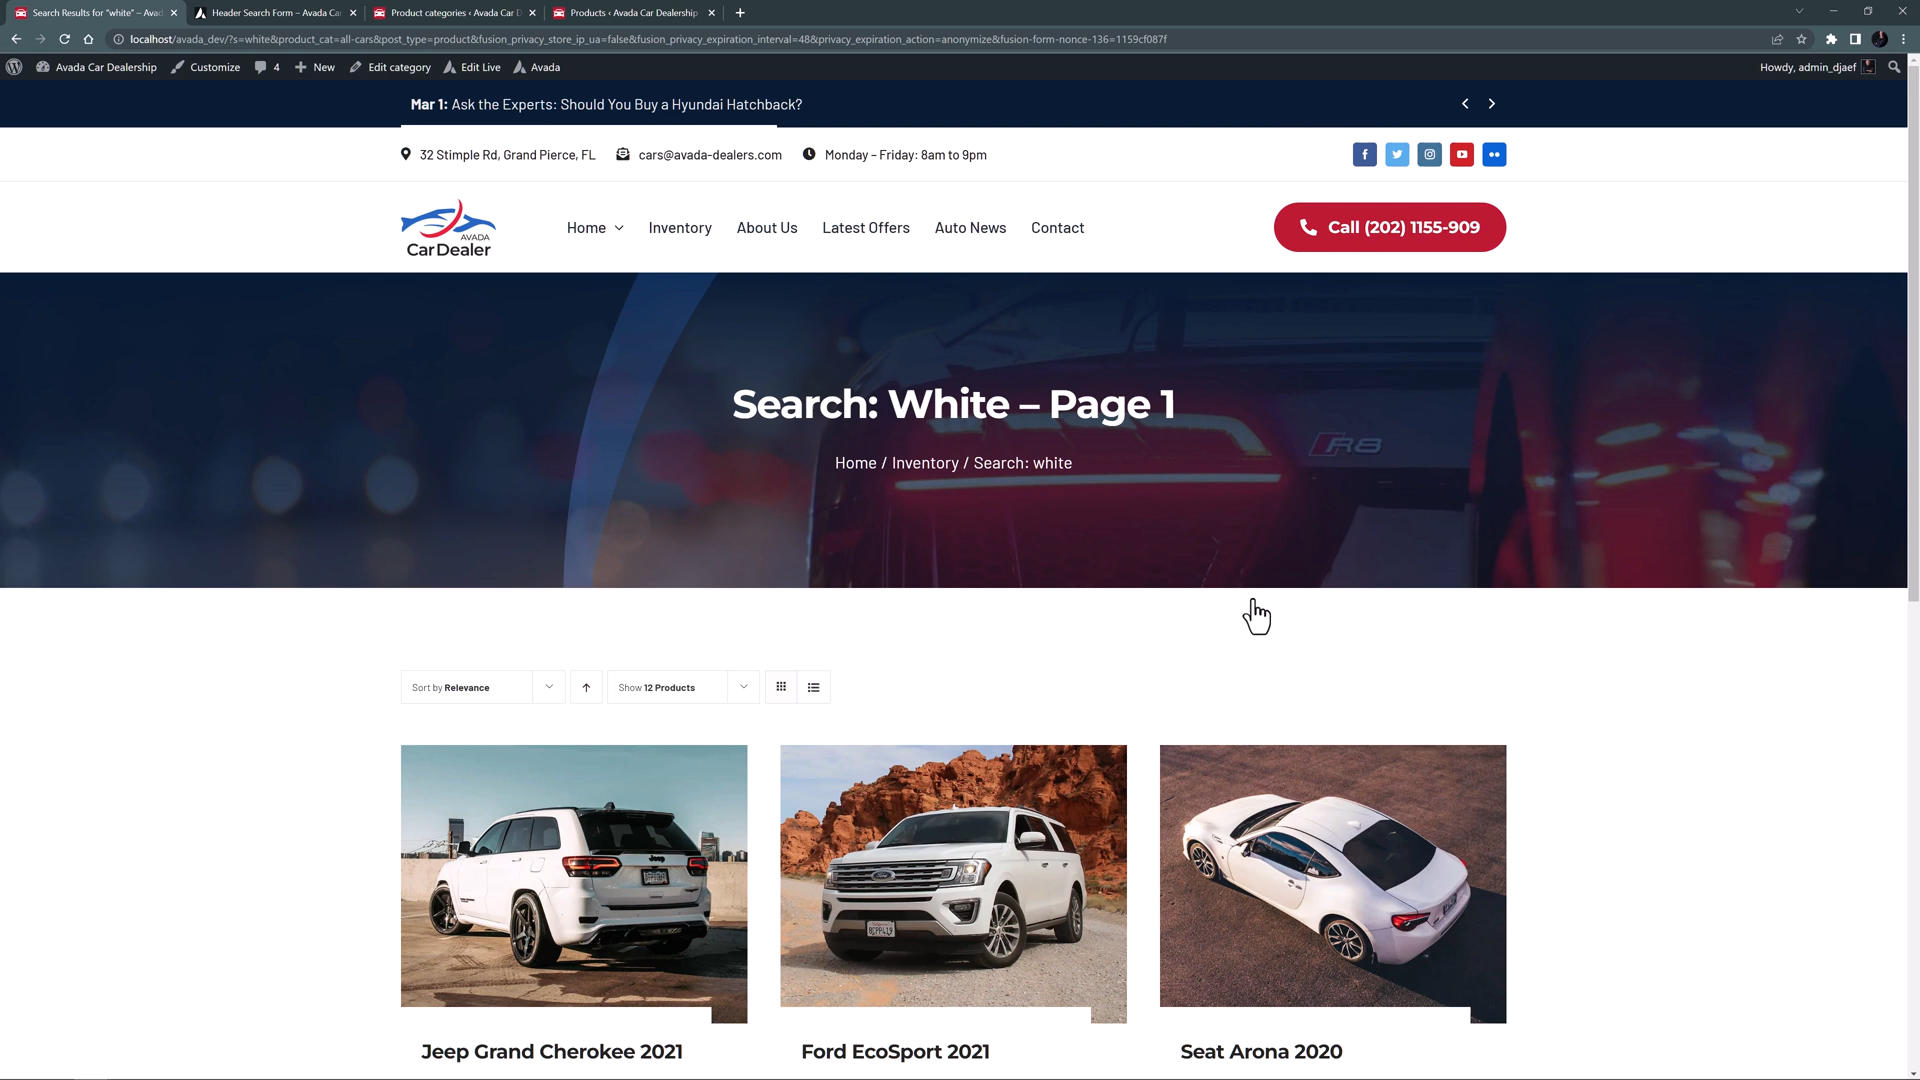 Search Results for "white" – Avad
Header Search Form – Avada Ca
Product categories ‹ Avada Car D
Products ‹ Avada Car Dealership
localhost/avada_dev/?s=white&product_cat=all-cars&post_type=product&fusion_privacy_store_ip_ua=false&fusion_privacy_expiration_interval=48&privacy_expiration_action=anonymize&fusion-form-nonce-136=1159cf087f
Avada Car Dealership Customize 4 New Edit category Edit Live Avada Howdy, admin_djaef
Mar 1: Ask the Experts: Should You Buy a Hyundai Hatchback?
32 Stimple Rd, Grand Pierce, FL cars@avada-dealers.com Monday – Friday: 8am to 9pm
AVADA
Car Dealer
Home Inventory About Us Latest Offers Auto News Contact
Call (202) 1155-909
Search: White – Page 1
R8
Home / Inventory / Search: white
Sort by Relevance Show 12 Products
Jeep
Ford
Jeep Grand Cherokee 2021
Ford EcoSport 2021
Seat Arona 2020